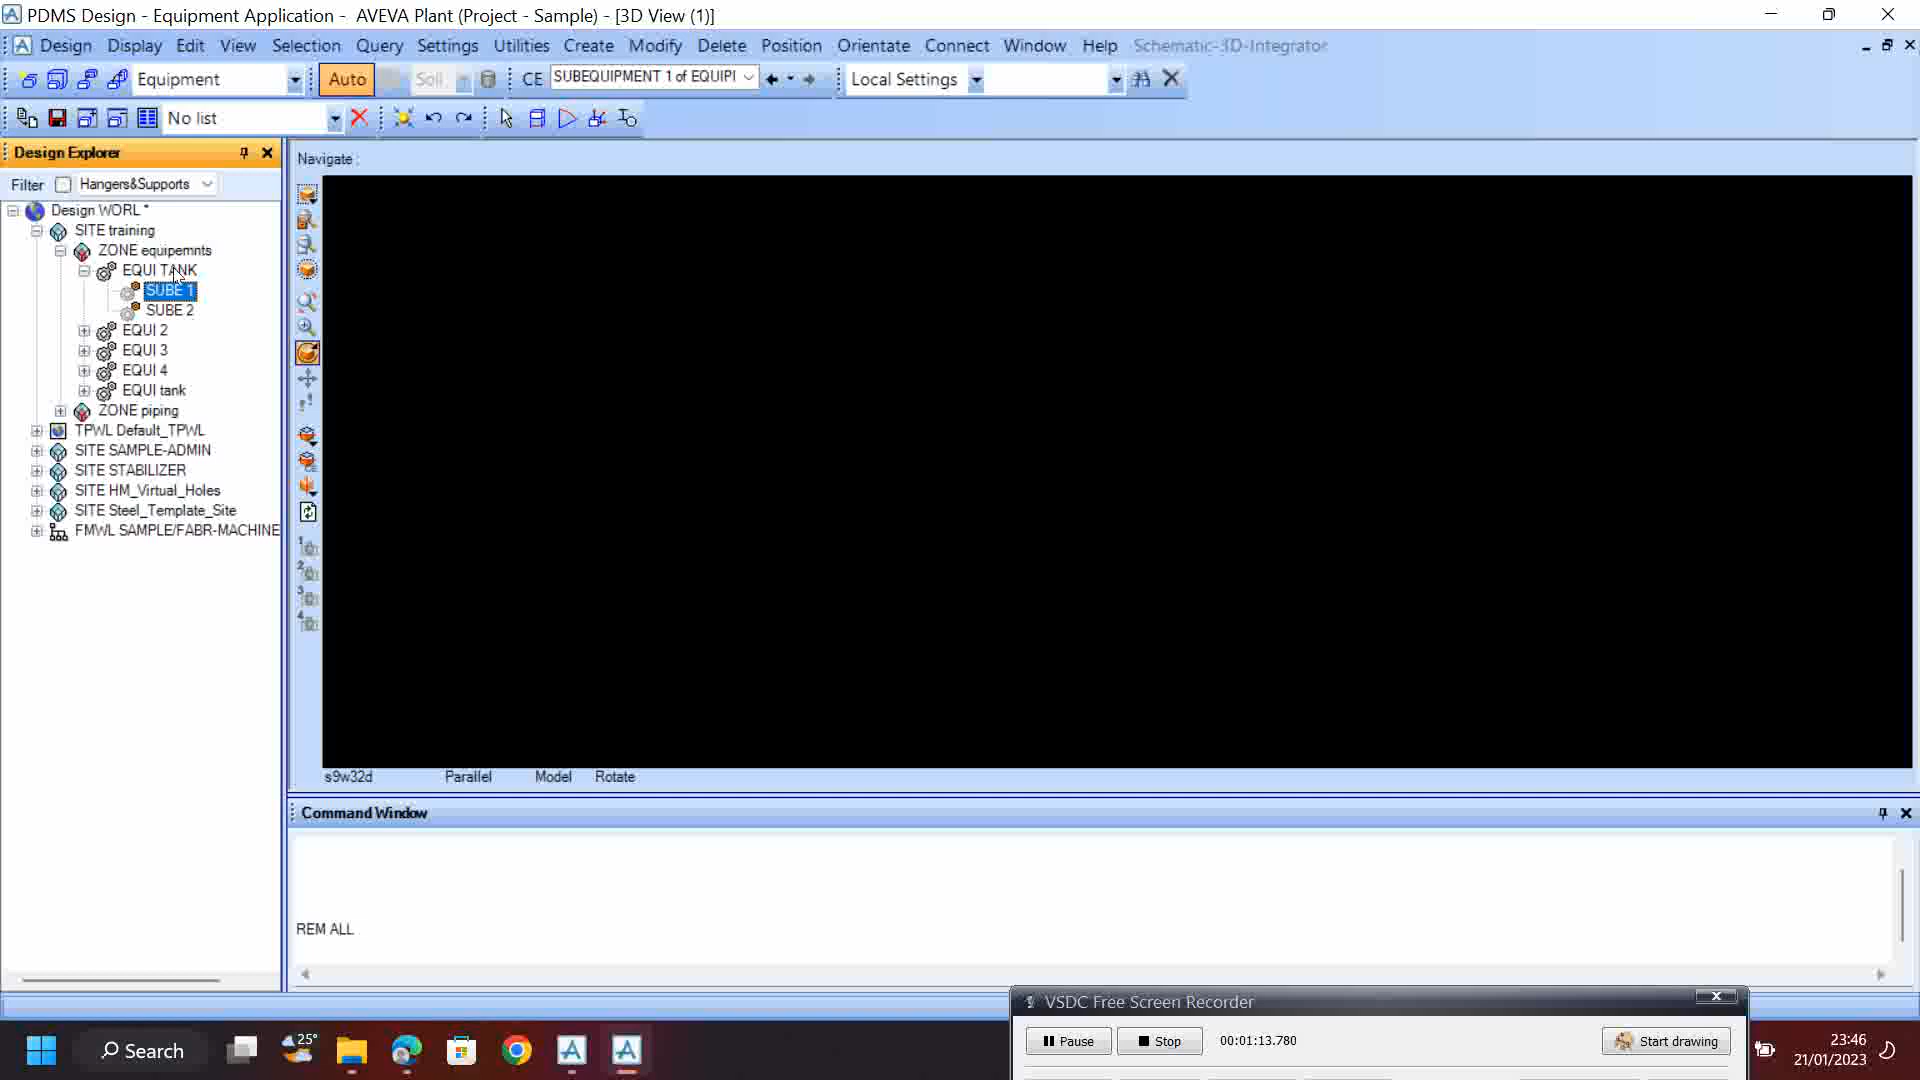 PDMS Design - Equipment Application - AVEVA Plant (Project - Sample) - [3D View (1)]
Design Display Edit View Selection Query Settings Utilities Create Modify Delete Position Orientate Connect Window Help Schematic-3D-Integrator
Equipment Auto CE SUBEQUIPMENT 1 of EQUIPI Local Settings
No list
Design Explorer
Navigate :
Filter Hangers&Supports
Design WORL *
SITE training
ZONE equipemnts
EQUI TANK
SUBE 1
SUBE 2
EQUI 2
EQUI 3
EQUI 4
EQUI tank
ZONE piping
TPWL Default_TPWL
SITE SAMPLE-ADMIN
SITE STABILIZER
SITE HM_Virtual_Holes
SITE Steel_Template_Site
FMWL SAMPLE/FABR-MACHINE
1
2
3
4
s9w32d Parallel Model Rotate
Command Window
REM ALL
VSDC Free Screen Recorder
Pause Stop 00:01:13.780 Start drawing
Search
25°
23:46
21/01/2023